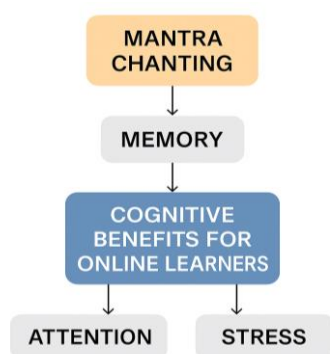 MANTRA
CHANTING
MEMORY
COGNITIVE
BENEFITS FOR
ONLINE LEARNERS
ATTENTION
STRESS